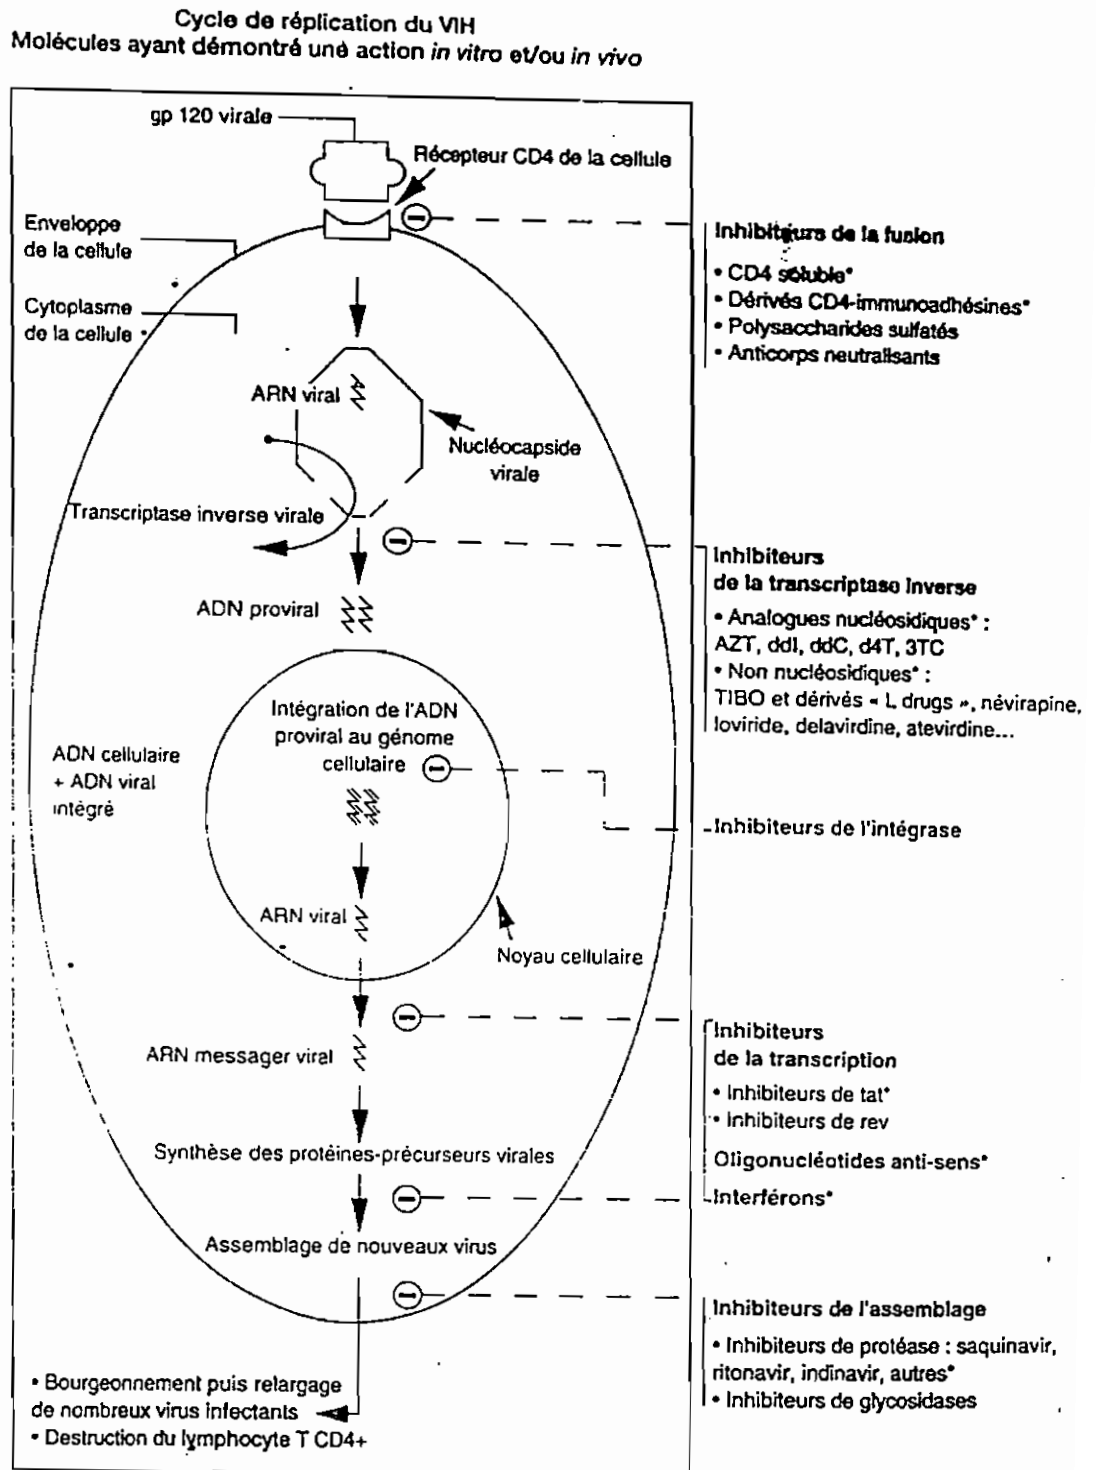 Cycle de réplication du VIH
Molécules ayant démontré une action in vitro et/ou in vivo
gp 120 virale
Récepteur CD4 de la cellule
Enveloppe
de la cellule
Cytoplasme
de la cellule
Inhibiteurs de la fusion
• CD4 soluble*
• Dérivés CD4-immunoadhésines*
• Polysaccharides sulfatés
• Anticorps neutralisants
ARN viral
Nucléocapside
virale
Transcriptase inverse virale
ADN proviral
Inhibiteurs
de la transcriptase inverse
• Analogues nucléosidiques* :
AZT, ddI, ddC, d4T, 3TC
• Non nucléosidiques* :
TIBO et dérivés « L drugs », névirapine,
loviride, delavirdine, atevirdine...
Intégration de l'ADN
proviral au génome
cellulaire
ADN cellulaire
+ ADN viral
intégré
Inhibiteurs de l'intégrase
ARN viral
Noyau cellulaire
ARN messager viral
Inhibiteurs
de la transcription
• Inhibiteurs de tat*
• Inhibiteurs de rev
Oligonucléotides anti-sens*
Interférons*
Synthèse des protéines-précurseurs virales
Assemblage de nouveaux virus
Inhibiteurs de l'assemblage
• Inhibiteurs de protéase : saquinavir,
ritonavir, indinavir, autres*
• Inhibiteurs de glycosidases
• Bourgeonnement puis relargage
de nombreux virus infectants
• Destruction du lymphocyte T CD4+